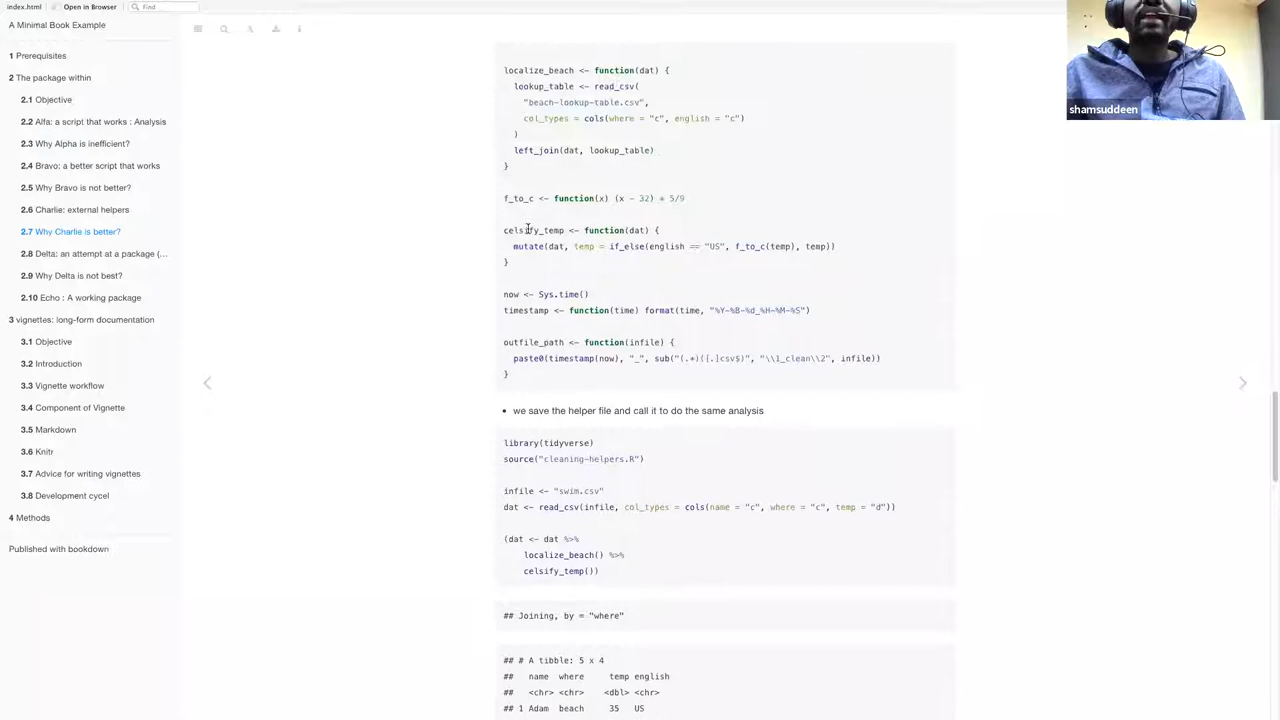 index.html
Open in Browser
Find
A Minimal Book Example
1 Prerequisites
2 The package within
2.1 Objective
2.2 Alfa: a script that works : Analysis
2.3 Why Alpha is inefficient?
2.4 Bravo: a better script that works
2.5 Why Bravo is not better?
2.6 Charlie: external helpers
2.7 Why Charlie is better?
2.8 Delta: an attempt at a package (...
2.9 Why Delta is not best?
2.10 Echo : A working package
3 vignettes: long-form documentation
3.1 Objective
3.2 Introduction
3.3 Vignette workflow
3.4 Component of Vignette
3.5 Markdown
3.6 Knitr
3.7 Advice for writing vignettes
3.8 Development cycel
4 Methods
Published with bookdown
localize_beach <- function(dat) {
lookup_table <- read_csv(
"beach-lookup-table.csv",
col_types = cols(where = "c", english = "c")
)
left_join(dat, lookup_table)
}
f_to_c <- function(x) (x - 32) * 5/9
celsify_temp <- function(dat) {
mutate(dat, temp = if_else(english == "US", f_to_c(temp), temp))
}
now <- Sys.time()
timestamp <- function(time) format(time, "%Y-%B-%d_%H-%M-%S")
outfile_path <- function(infile) {
paste0(timestamp(now), "_", sub("(.*)([.]csv$)", "\\1_clean\\2", infile))
}
• we save the helper file and call it to do the same analysis
library(tidyverse)
source("cleaning-helpers.R")
infile <- "swim.csv"
dat <- read_csv(infile, col_types = cols(name = "c", where = "c", temp = "d"))
(dat <- dat %>%
localize_beach() %>%
celsify_temp())
## Joining, by = "where"
## # A tibble: 5 x 4
## name where temp english
## <chr> <chr> <dbl> <chr>
## 1 Adam beach 35 US
shamsuddeen